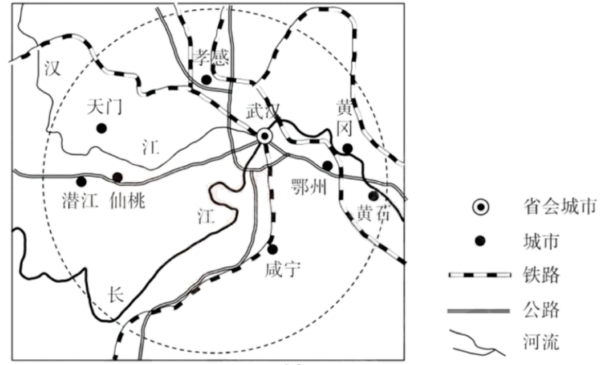 孝感
汉
武汉
黄
冈
天门
江
鄂州
潜江
仙桃
江
黄石
咸宁
长
省会城市
城市
铁路
公路
河流